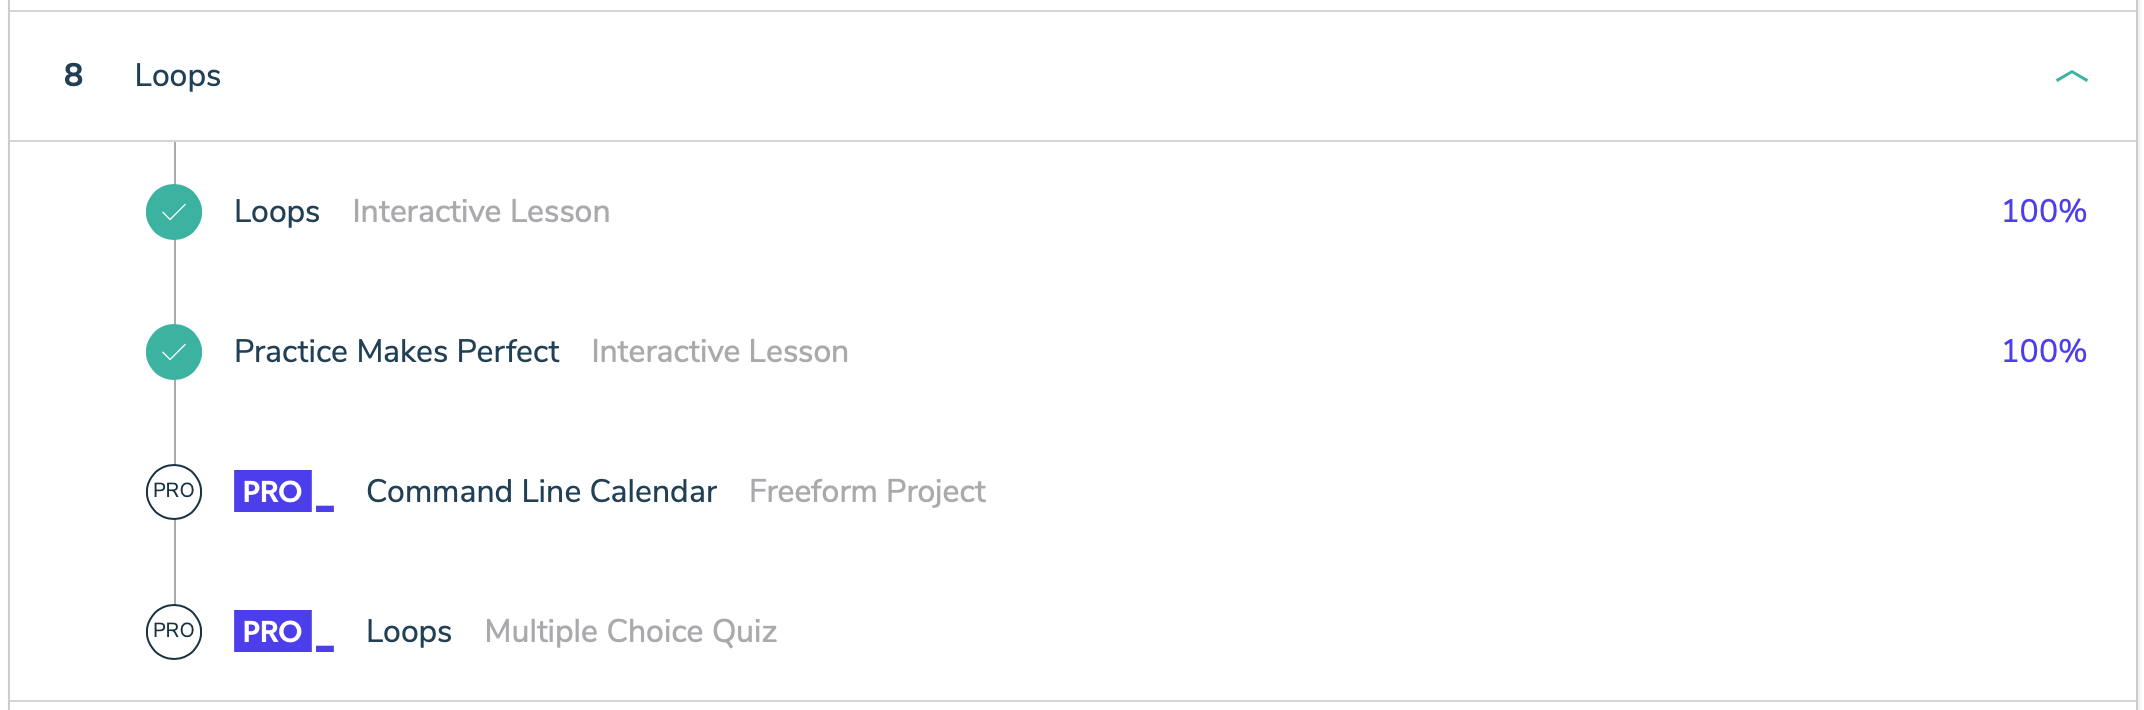 8 Loops
Loops Interactive Lesson 100%
Practice Makes Perfect Interactive Lesson 100%
PRO PRO_ Command Line Calendar Freeform Project
PRO PRO_ Loops Multiple Choice Quiz